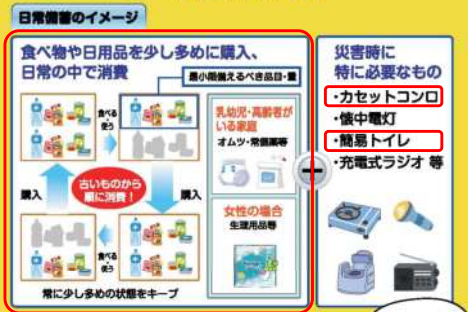 日常備蓄のイメージ
食べ物や日用品を少し多めに購入、
日常の中で消費
最小限備えるべき品目・量
食べる
使う
購入
古いものから
順に消費！
購入
食べる
使う
常に少し多めの状態をキープ
乳幼児・高齢者が
いる家庭
オムツ・常備薬等
女性の場合
生理用品等
災害時に
特に必要なもの
・カセットコンロ
・懐中電灯
・簡易トイレ
・充電式ラジオ 等